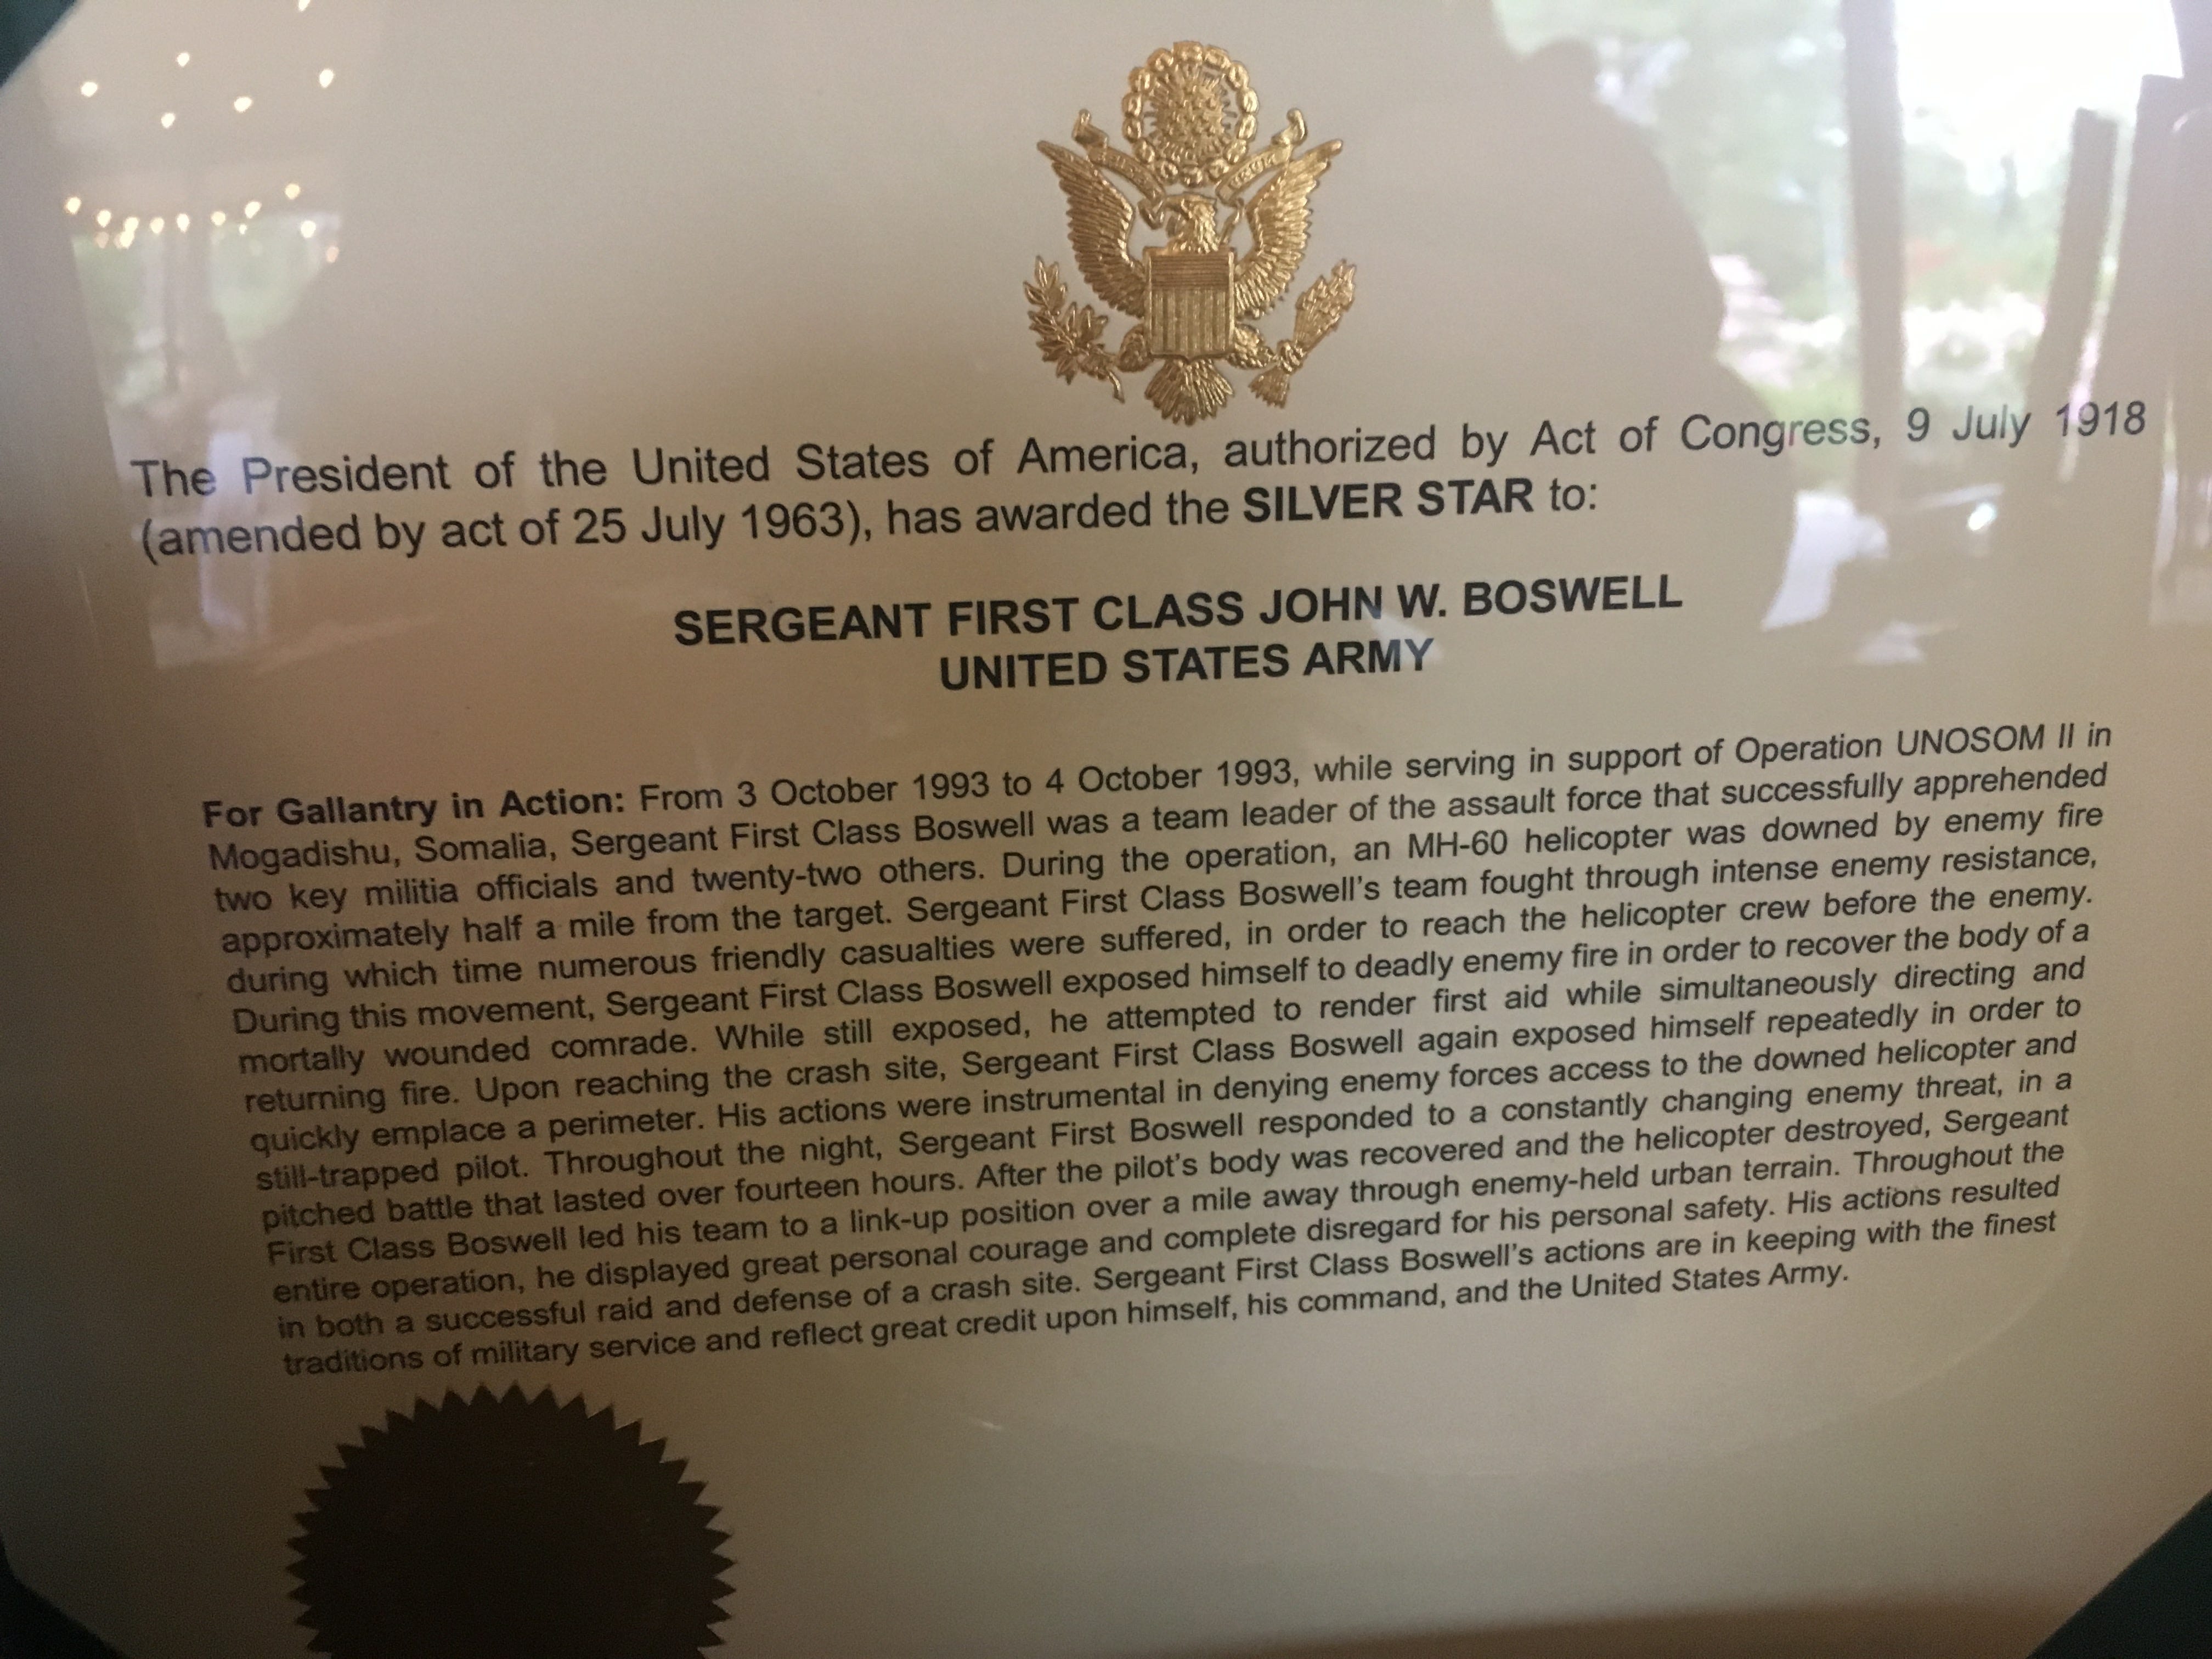 The President of the United States of America, authorized by Act of Congress, 9 July 1918
(amended by act of 25 July 1963), has awarded the SILVER STAR to:
SERGEANT FIRST CLASS JOHN W. BOSWELL
UNITED STATES ARMY
For Gallantry in Action: From 3 October 1993 to 4 October 1993, while serving in support of Operation UNOSOM II in
Mogadishu, Somalia, Sergeant First Class Boswell was a team leader of the assault force that successfully apprehended
two key militia officials and twenty-two others. During the operation, an MH-60 helicopter was downed by enemy fire
approximately half a mile from the target. Sergeant First Class Boswell's team fought through intense enemy resistance,
during which time numerous friendly casualties were suffered, in order to reach the helicopter crew before the enemy.
During this movement, Sergeant First Class Boswell exposed himself to deadly enemy fire in order to recover the body of a
mortally wounded comrade. While still exposed, he attempted to render first aid while simultaneously directing and
returning fire. Upon reaching the crash site, Sergeant First Class Boswell again exposed himself repeatedly in order to
quickly emplace a perimeter. His actions were instrumental in denying enemy forces access to the downed helicopter and
still-trapped pilot. Throughout the night, Sergeant First Boswell responded to a constantly changing enemy threat, in a
pitched battle that lasted over fourteen hours. After the pilot's body was recovered and the helicopter destroyed, Sergeant
First Class Boswell led his team to a link-up position over a mile away through enemy-held urban terrain. Throughout the
entire operation, he displayed great personal courage and complete disregard for his personal safety. His actions resulted
in both a successful raid and defense of a crash site. Sergeant First Class Boswell's actions are in keeping with the finest
traditions of military service and reflect great credit upon himself, his command, and the United States Army.